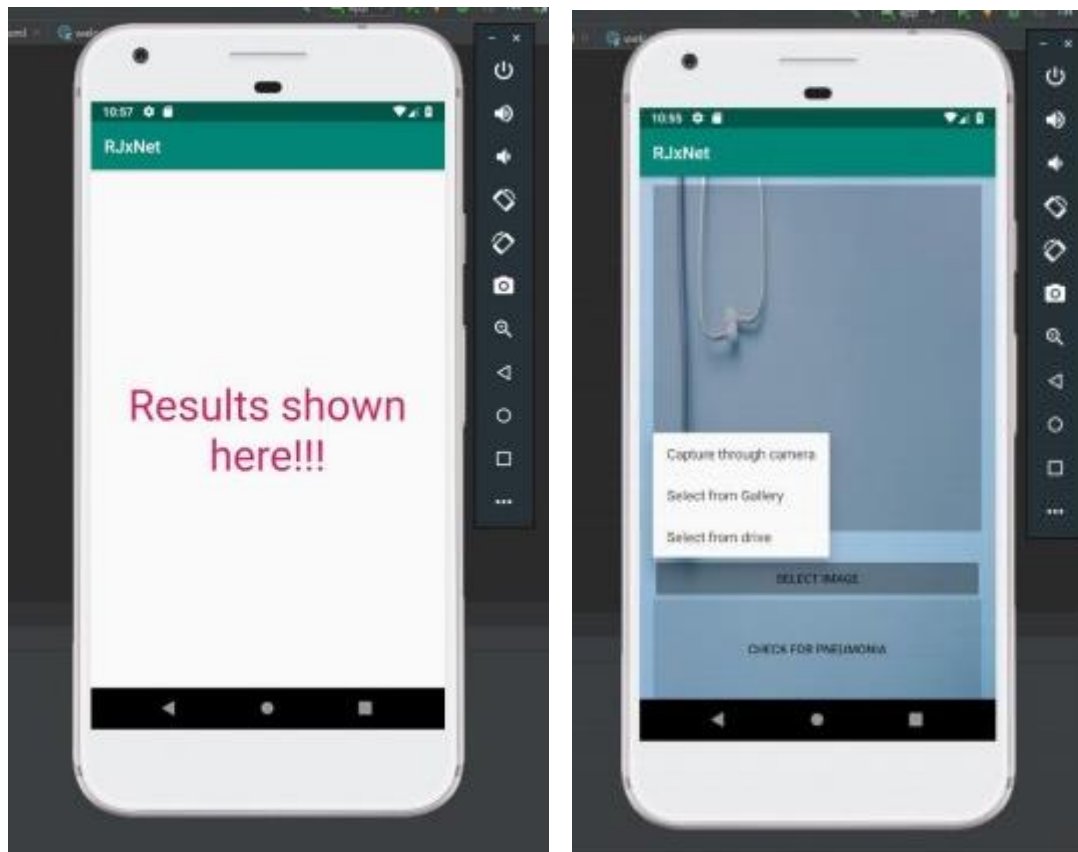 10:57
RJxNet
Results shown
here!!!
10:55
RJxNet
Capture through camera
Select from Gallery
Select from drive
SELECT IMAGE
CHECK FOR PNEUMONIA